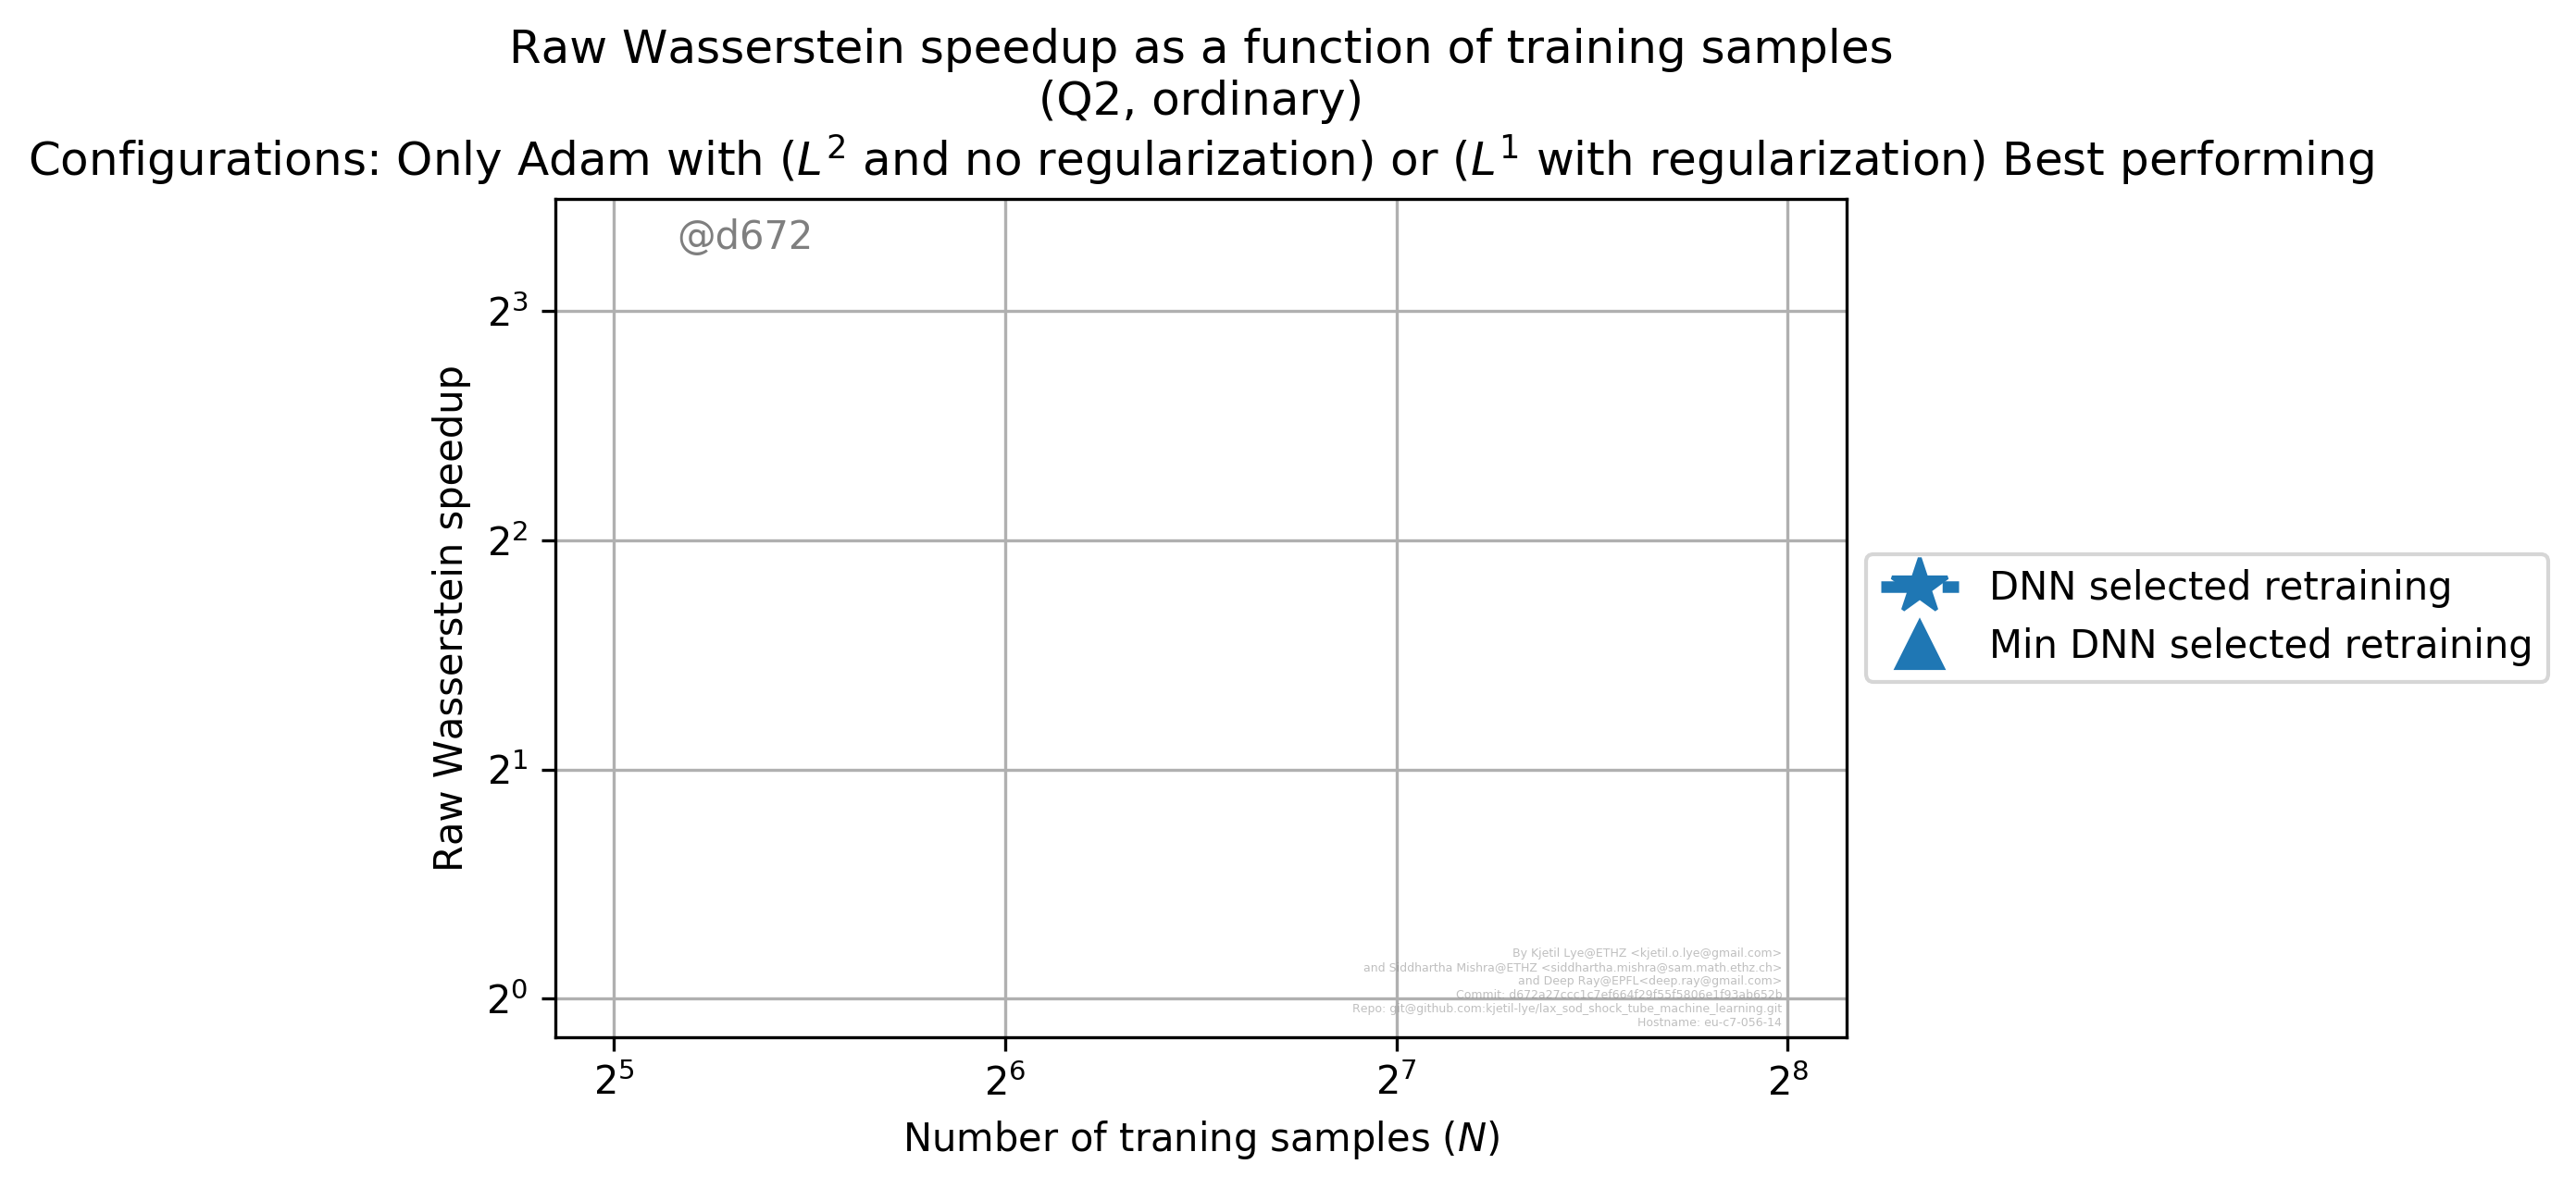 Raw Wasserstein speedup as a function of training samples
(Q2, ordinary)
Configurations: Only Adam with (L² and no regularization) or (L¹ with regularization) Best performing
@d672
2³
2²
2¹
2⁰
Raw Wasserstein speedup
DNN selected retraining
Min DNN selected retraining
By Kjetil Lye@ETHZ <kjetil.o.lye@gmail.com>
and Siddhartha Mishra@ETHZ <siddhartha.mishra@sam.math.ethz.ch>
and Deep Ray@EPFL<deep.ray@gmail.com>
Commit: d672a27ccc1c7ef664f29f55f5806e1f93ab652b
Repo: git@github.com:kjetil-lye/lax_sod_shock_tube_machine_learning.git
Hostname: eu-c7-056-14
2⁵ 2⁶ 2⁷ 2⁸
Number of traning samples (N)